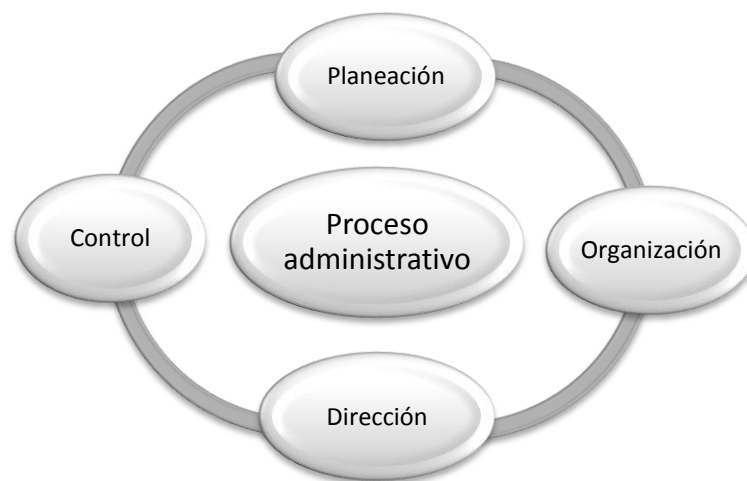 Planeación
Control
Proceso
administrativo
Organización
Dirección